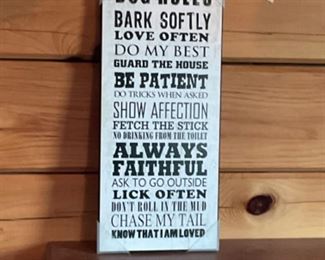 DOG RULES
BARK SOFTLY
LOVE OFTEN
DO MY BEST
GUARD THE HOUSE
BE PATIENT
DO TRICKS WHEN ASKED
SHOW AFFECTION
FETCH THE STICK
NO DRINKING FROM THE TOILET
ALWAYS
FAITHFUL
ASK TO GO OUTSIDE
LICK OFTEN
DON'T ROLL IN THE MUD
CHASE MY TAIL
KNOW THAT I AM LOVED